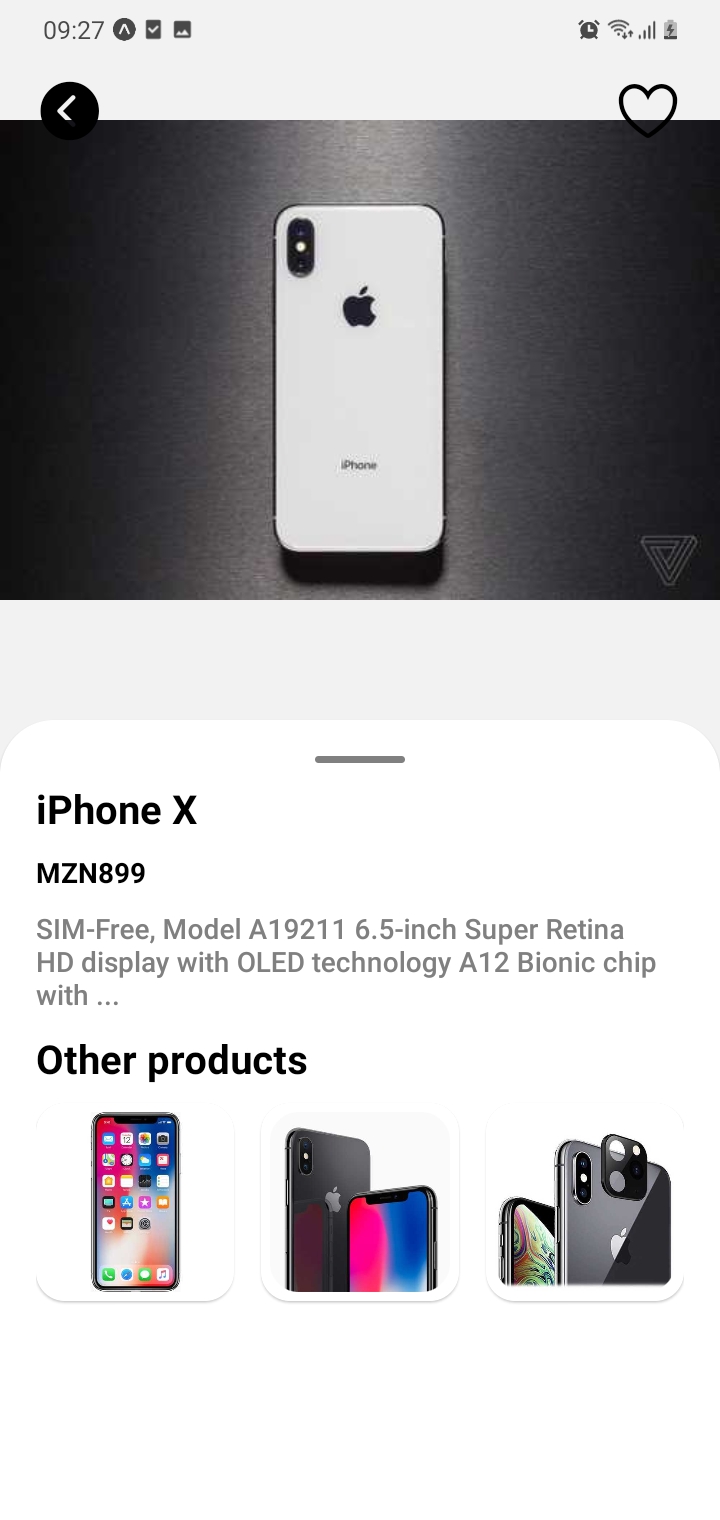 09:27
iPhone
iPhone X
MZN899
SIM-Free, Model A19211 6.5-inch Super Retina
HD display with OLED technology A12 Bionic chip
with ...
Other products